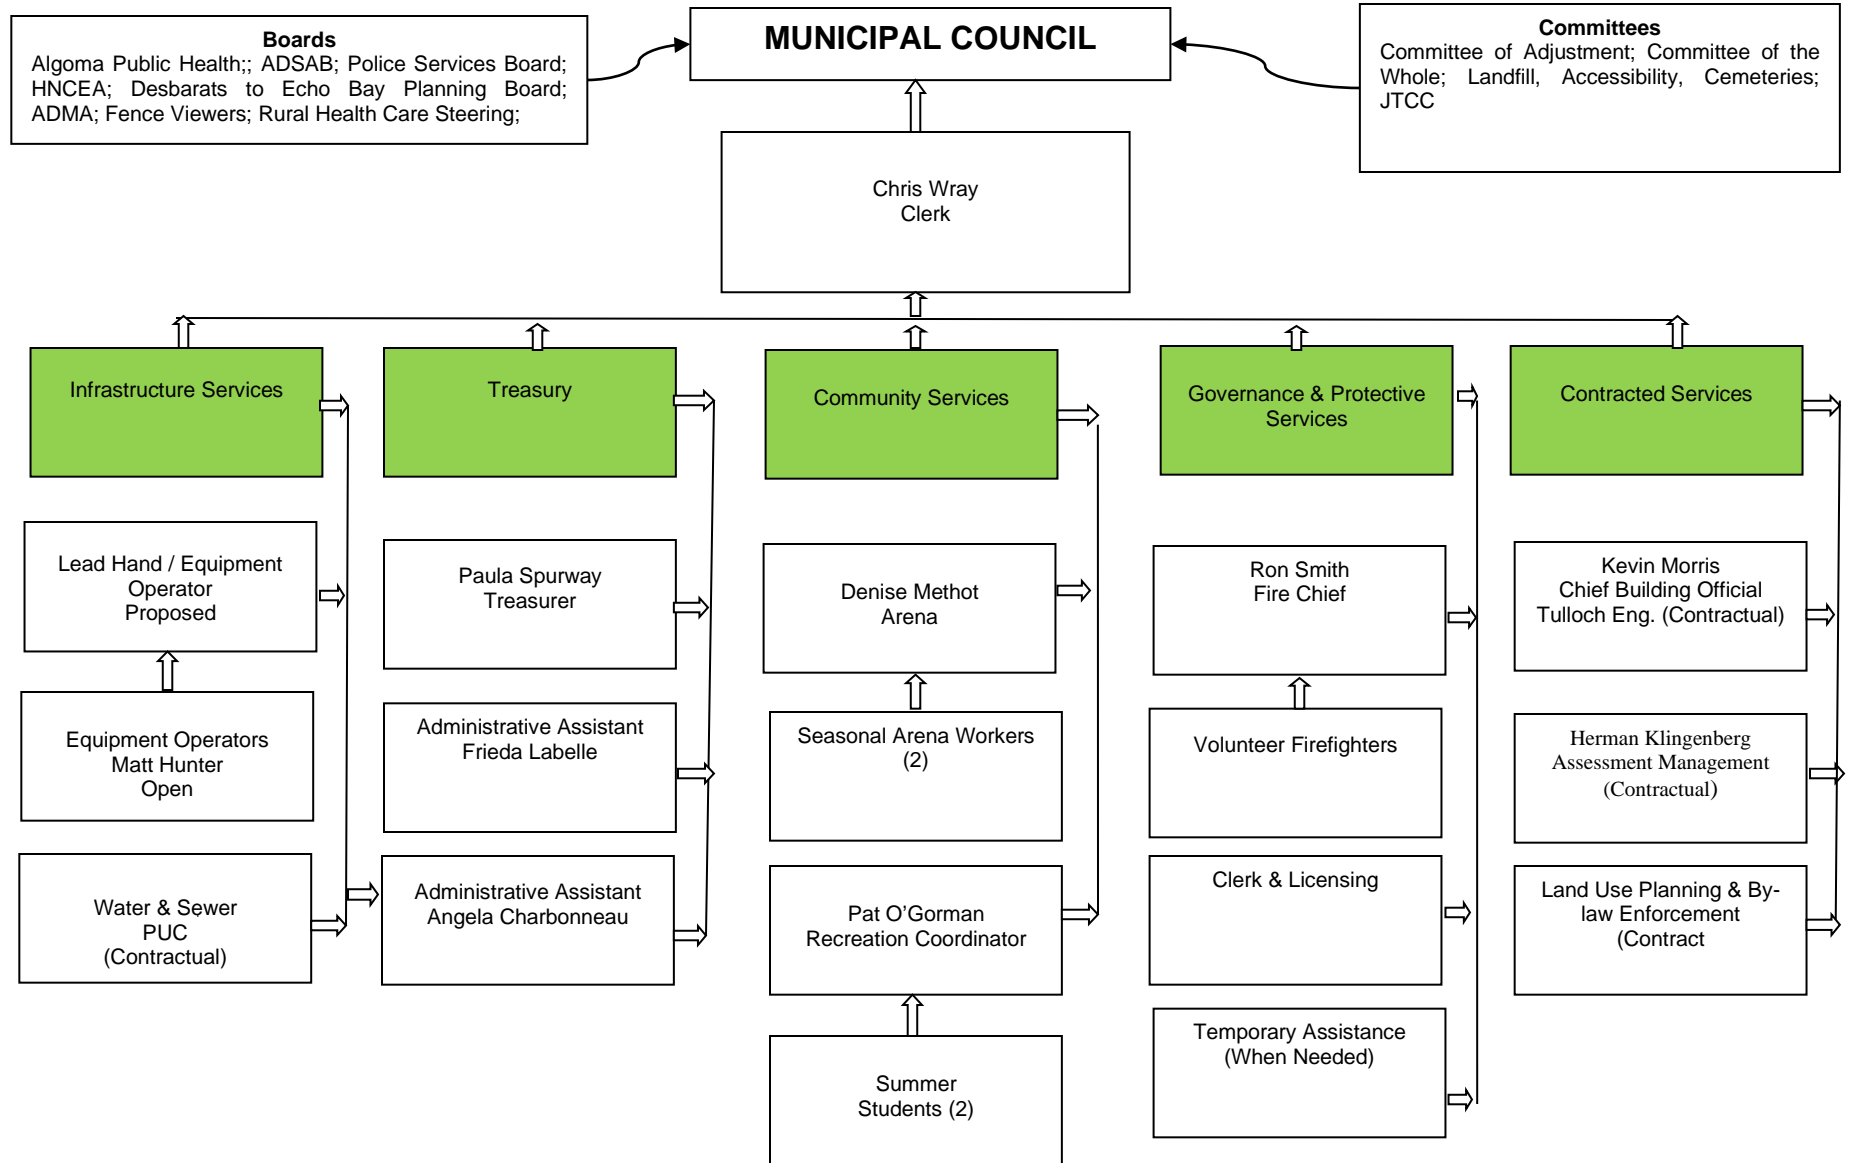 Boards
Algoma Public Health;; ADSAB; Police Services Board;
HNCEA; Desbarats to Echo Bay Planning Board;
ADMA; Fence Viewers; Rural Health Care Steering;
MUNICIPAL COUNCIL
Committees
Committee of Adjustment; Committee of the
Whole; Landfill, Accessibility, Cemeteries;
JTCC
Chris Wray
Clerk
Infrastructure Services
Treasury
Community Services
Governance & Protective
Services
Contracted Services
Lead Hand / Equipment
Operator
Proposed
Paula Spurway
Treasurer
Denise Methot
Arena
Ron Smith
Fire Chief
Kevin Morris
Chief Building Official
Tulloch Eng. (Contractual)
Equipment Operators
Matt Hunter
Open
Administrative Assistant
Frieda Labelle
Seasonal Arena Workers
(2)
Volunteer Firefighters
Herman Klingenberg
Assessment Management
(Contractual)
Water & Sewer
PUC
(Contractual)
Administrative Assistant
Angela Charbonneau
Pat O’Gorman
Recreation Coordinator
Clerk & Licensing
Land Use Planning & By-
law Enforcement
(Contract
Summer
Students (2)
Temporary Assistance
(When Needed)